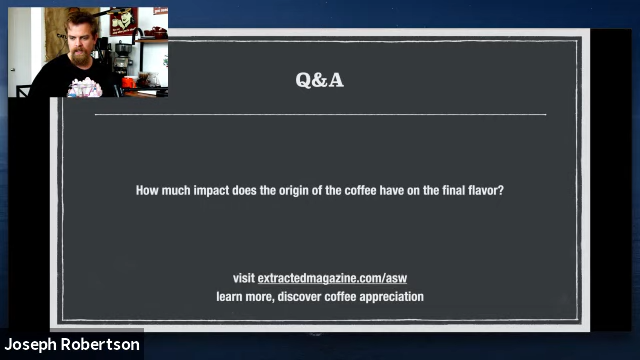 Q&A
How much impact does the origin of the coffee have on the final flavor?
visit extractedmagazine.com/asw
learn more, discover coffee appreciation
Joseph Robertson